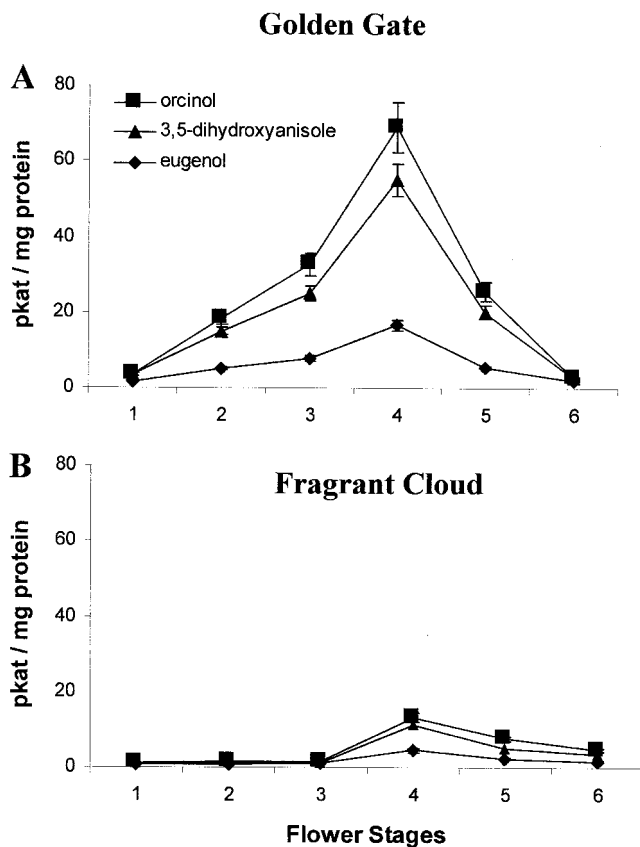 Golden Gate
A
80
60
40
20
0
pkat / mg protein
orcinol
3,5-dihydroxyanisole
eugenol
1 2 3 4 5 6
B
Fragrant Cloud
80
60
40
20
0
pkat / mg protein
1 2 3 4 5 6
Flower Stages